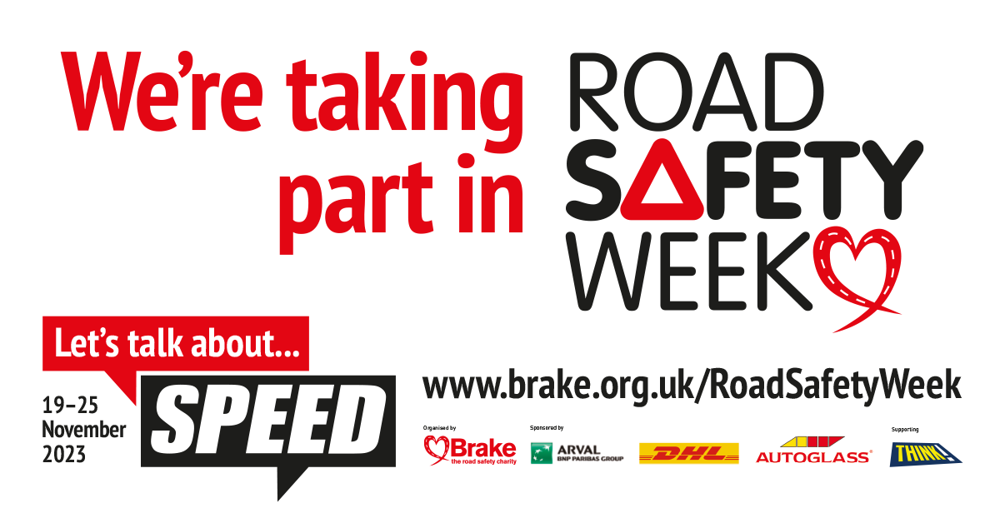 We're taking
part in
ROAD
SAFETY
WEEK
Let's talk about...
SPEED
19–25
November
2023
www.brake.org.uk/RoadSafetyWeek
Organised by
Brake
the road safety charity
Sponsored by
ARVAL
BNP PARIBAS GROUP
DHL
AUTOGLASS®
Supporting
THINK!